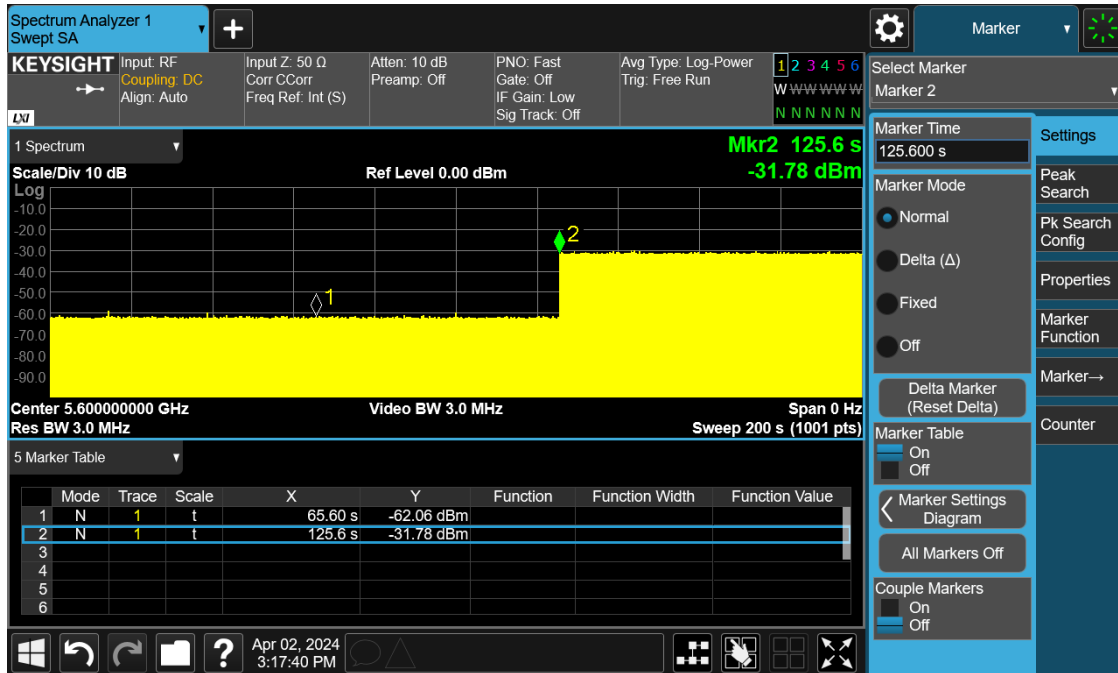 Spectrum Analyzer 1
Swept SA
+
Marker
KEYSIGHT
LXI
Input: RF
Coupling: DC
Align: Auto
Input Z: 50 Ω
Corr CCorr
Freq Ref: Int (S)
Atten: 10 dB
Preamp: Off
PNO: Fast
Gate: Off
IF Gain: Low
Sig Track: Off
Avg Type: Log-Power
Trig: Free Run
1 2 3 4 5 6
W W W W W W
N N N N N N
Select Marker
Marker 2
1 Spectrum
Mkr2 125.6 s
-31.78 dBm
Scale/Div 10 dB
Ref Level 0.00 dBm
Log
-10.0
-20.0
-30.0
-40.0
-50.0
-60.0
-70.0
-80.0
-90.0
1
2
Center 5.600000000 GHz
Video BW 3.0 MHz
Span 0 Hz
Res BW 3.0 MHz
Sweep 200 s (1001 pts)
5 Marker Table
Mode Trace Scale X Y Function Function Width Function Value
1 N 1 t 65.60 s -62.06 dBm
2 N 1 t 125.6 s -31.78 dBm
3
4
5
6
Marker Time
125.600 s
Marker Mode
Normal
Delta (Δ)
Fixed
Off
Delta Marker
(Reset Delta)
Marker Table
On
Off
Marker Settings
Diagram
All Markers Off
Couple Markers
On
Off
Settings
Peak
Search
Pk Search
Config
Properties
Marker
Function
Marker→
Counter
?
Apr 02, 2024
3:17:40 PM